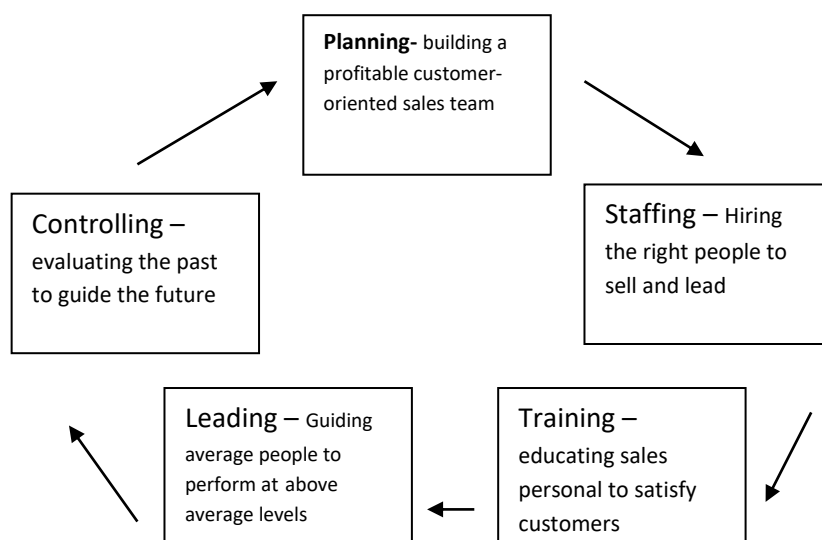 Planning- building a
profitable customer-
oriented sales team
Staffing – Hiring
the right people to
sell and lead
Training –
educating sales
personal to satisfy
customers
Leading – Guiding
average people to
perform at above
average levels
Controlling –
evaluating the past
to guide the future